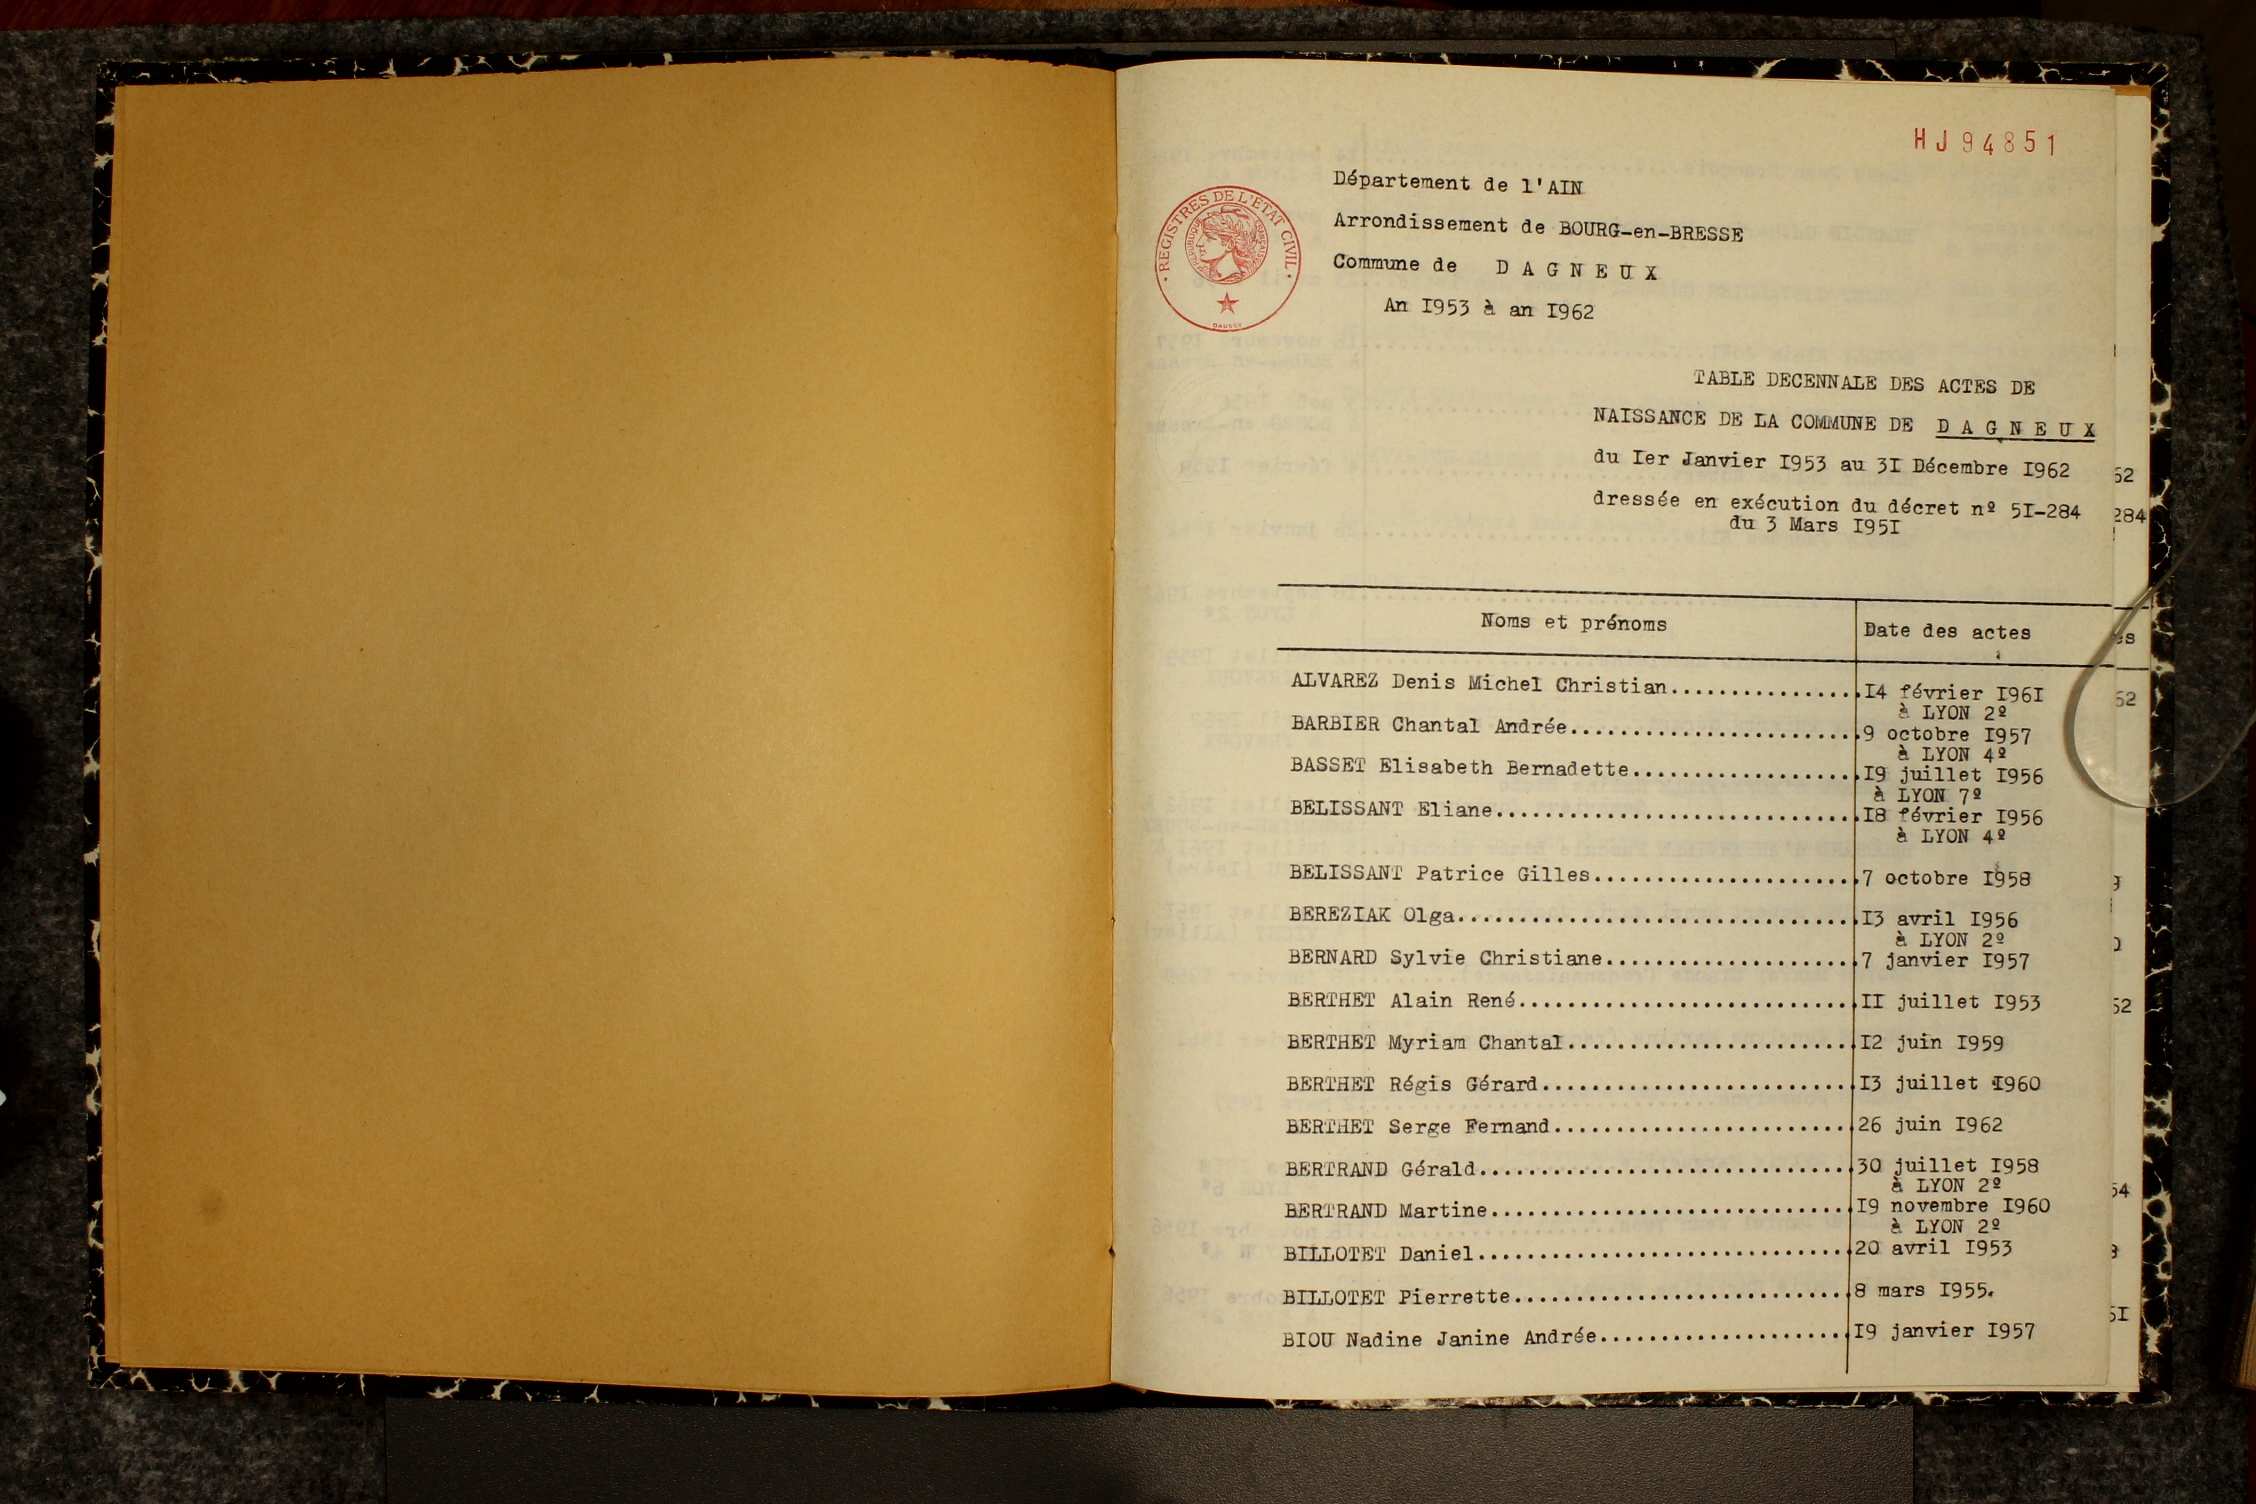 HJ94851
REGISTRES DE L'ETAT CIVIL
REPUBLIQUE FRANÇAISE
DAUSSY
Département de l'AIN
Arrondissement de BOURG-en-BRESSE
Commune de D A G N E U X
An I953 à an I962
TABLE DECENNALE DES ACTES DE
NAISSANCE DE LA COMMUNE DE D A G N E U X
du Ier Janvier I953 au 3I Décembre I962
dressée en exécution du décret nº 5I-284
du 3 Mars I95I
Noms et prénoms Date des actes
ALVAREZ Denis Michel Christian................I4 février I96I
à LYON 2º
BARBIER Chantal Andrée........................9 octobre I957
à LYON 4º
BASSET Elisabeth Bernadette...................I9 juillet I956
à LYON 7º
BELISSANT Eliane..............................I8 février I956
à LYON 4º
BELISSANT Patrice Gilles......................7 octobre I958
BEREZIAK Olga.................................I3 avril I956
à LYON 2º
BERNARD Sylvie Christiane.....................7 janvier I957
BERTHET Alain René............................II juillet I953
BERTHET Myriam Chantal........................I2 juin I959
BERTHET Régis Gérard..........................I3 juillet I960
BERTHET Serge Fernand.........................26 juin I962
BERTRAND Gérald...............................30 juillet I958
à LYON 2º
BERTRAND Martine..............................I9 novembre I960
à LYON 2º
BILLOTET Daniel...............................20 avril I953
BILLOTET Pierrette............................8 mars I955.
BIOU Nadine Janine Andrée.....................I9 janvier I957